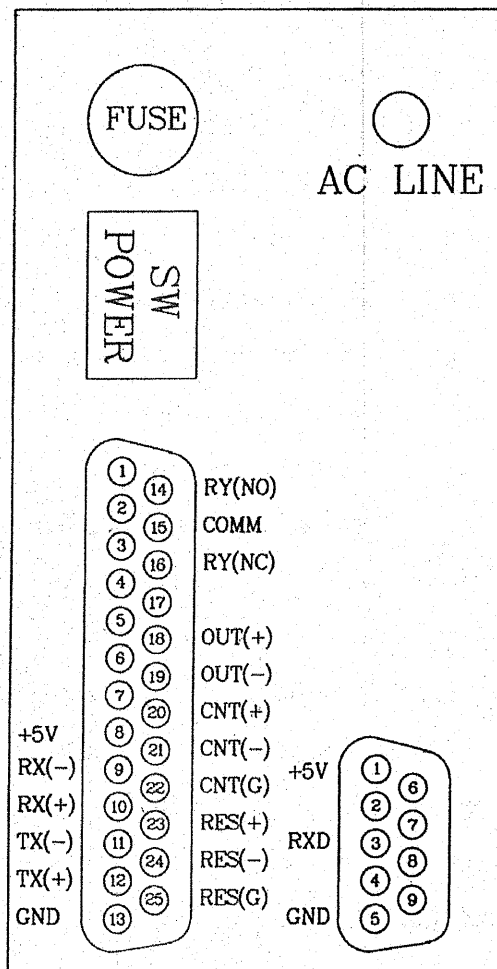 FUSE
AC LINE
SW
POWER
1
14 RY(NO)
2
15 COMM
3
16 RY(NC)
4
17
5
18 OUT(+)
6
19 OUT(-)
7
20 CNT(+)
+5V 8
21 CNT(-)
RX(-) 9
22 CNT(G)
RX(+) 10
23 RES(+)
TX(-) 11
24 RES(-)
TX(+) 12
25 RES(G)
GND 13
+5V 1
6
2
7
RXD 3
8
4
9
GND 5